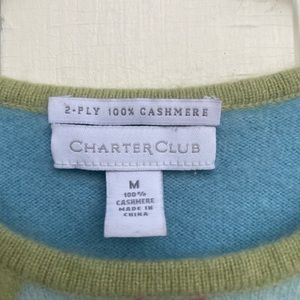 2-PLY 100% CASHMERE
CHARTER CLUB
M
100%
CASHMERE
MADE IN
CHINA